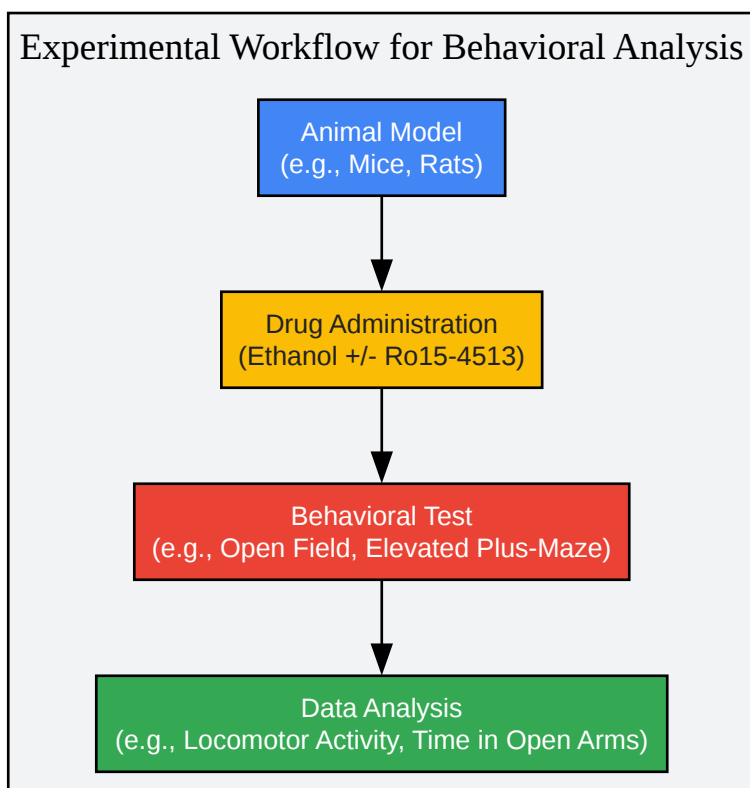 Experimental Workflow for Behavioral Analysis
Animal Model
(e.g., Mice, Rats)
Drug Administration
(Ethanol +/- Ro15-4513)
Behavioral Test
(e.g., Open Field, Elevated Plus-Maze)
Data Analysis
(e.g., Locomotor Activity, Time in Open Arms)